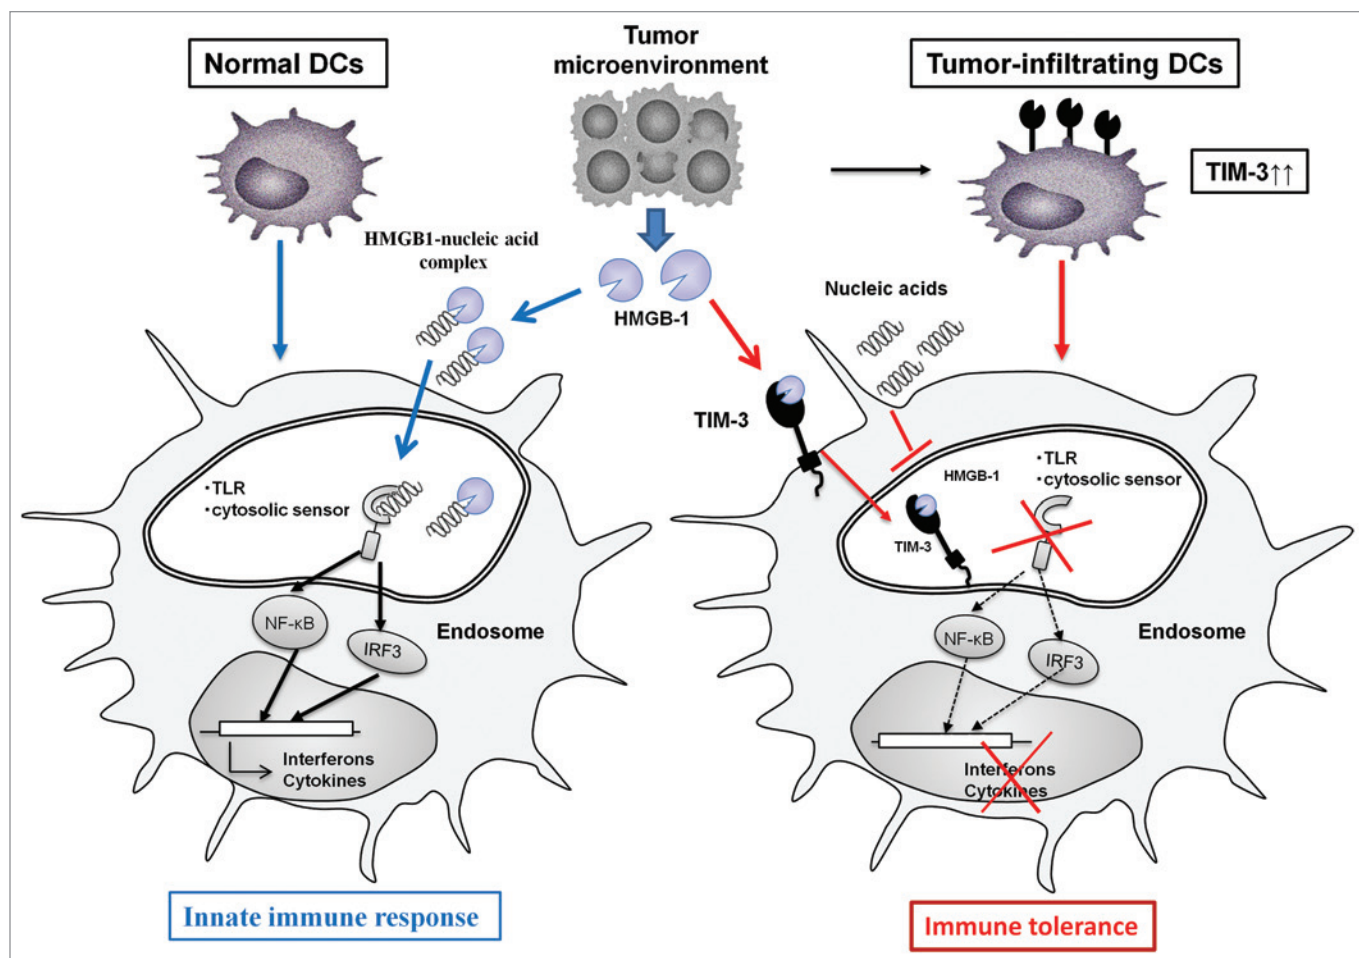 Normal DCs
Tumor
microenvironment
Tumor-infiltrating DCs
TIM-3↑↑
HMGB1-nucleic acid
complex
HMGB-1
Nucleic acids
TIM-3
・TLR
・cytosolic sensor
NF-κB
IRF3
Endosome
Interferons
Cytokines
HMGB-1
TIM-3
・TLR
・cytosolic sensor
NF-κB
IRF3
Endosome
Interferons
Cytokines
Innate immune response
Immune tolerance